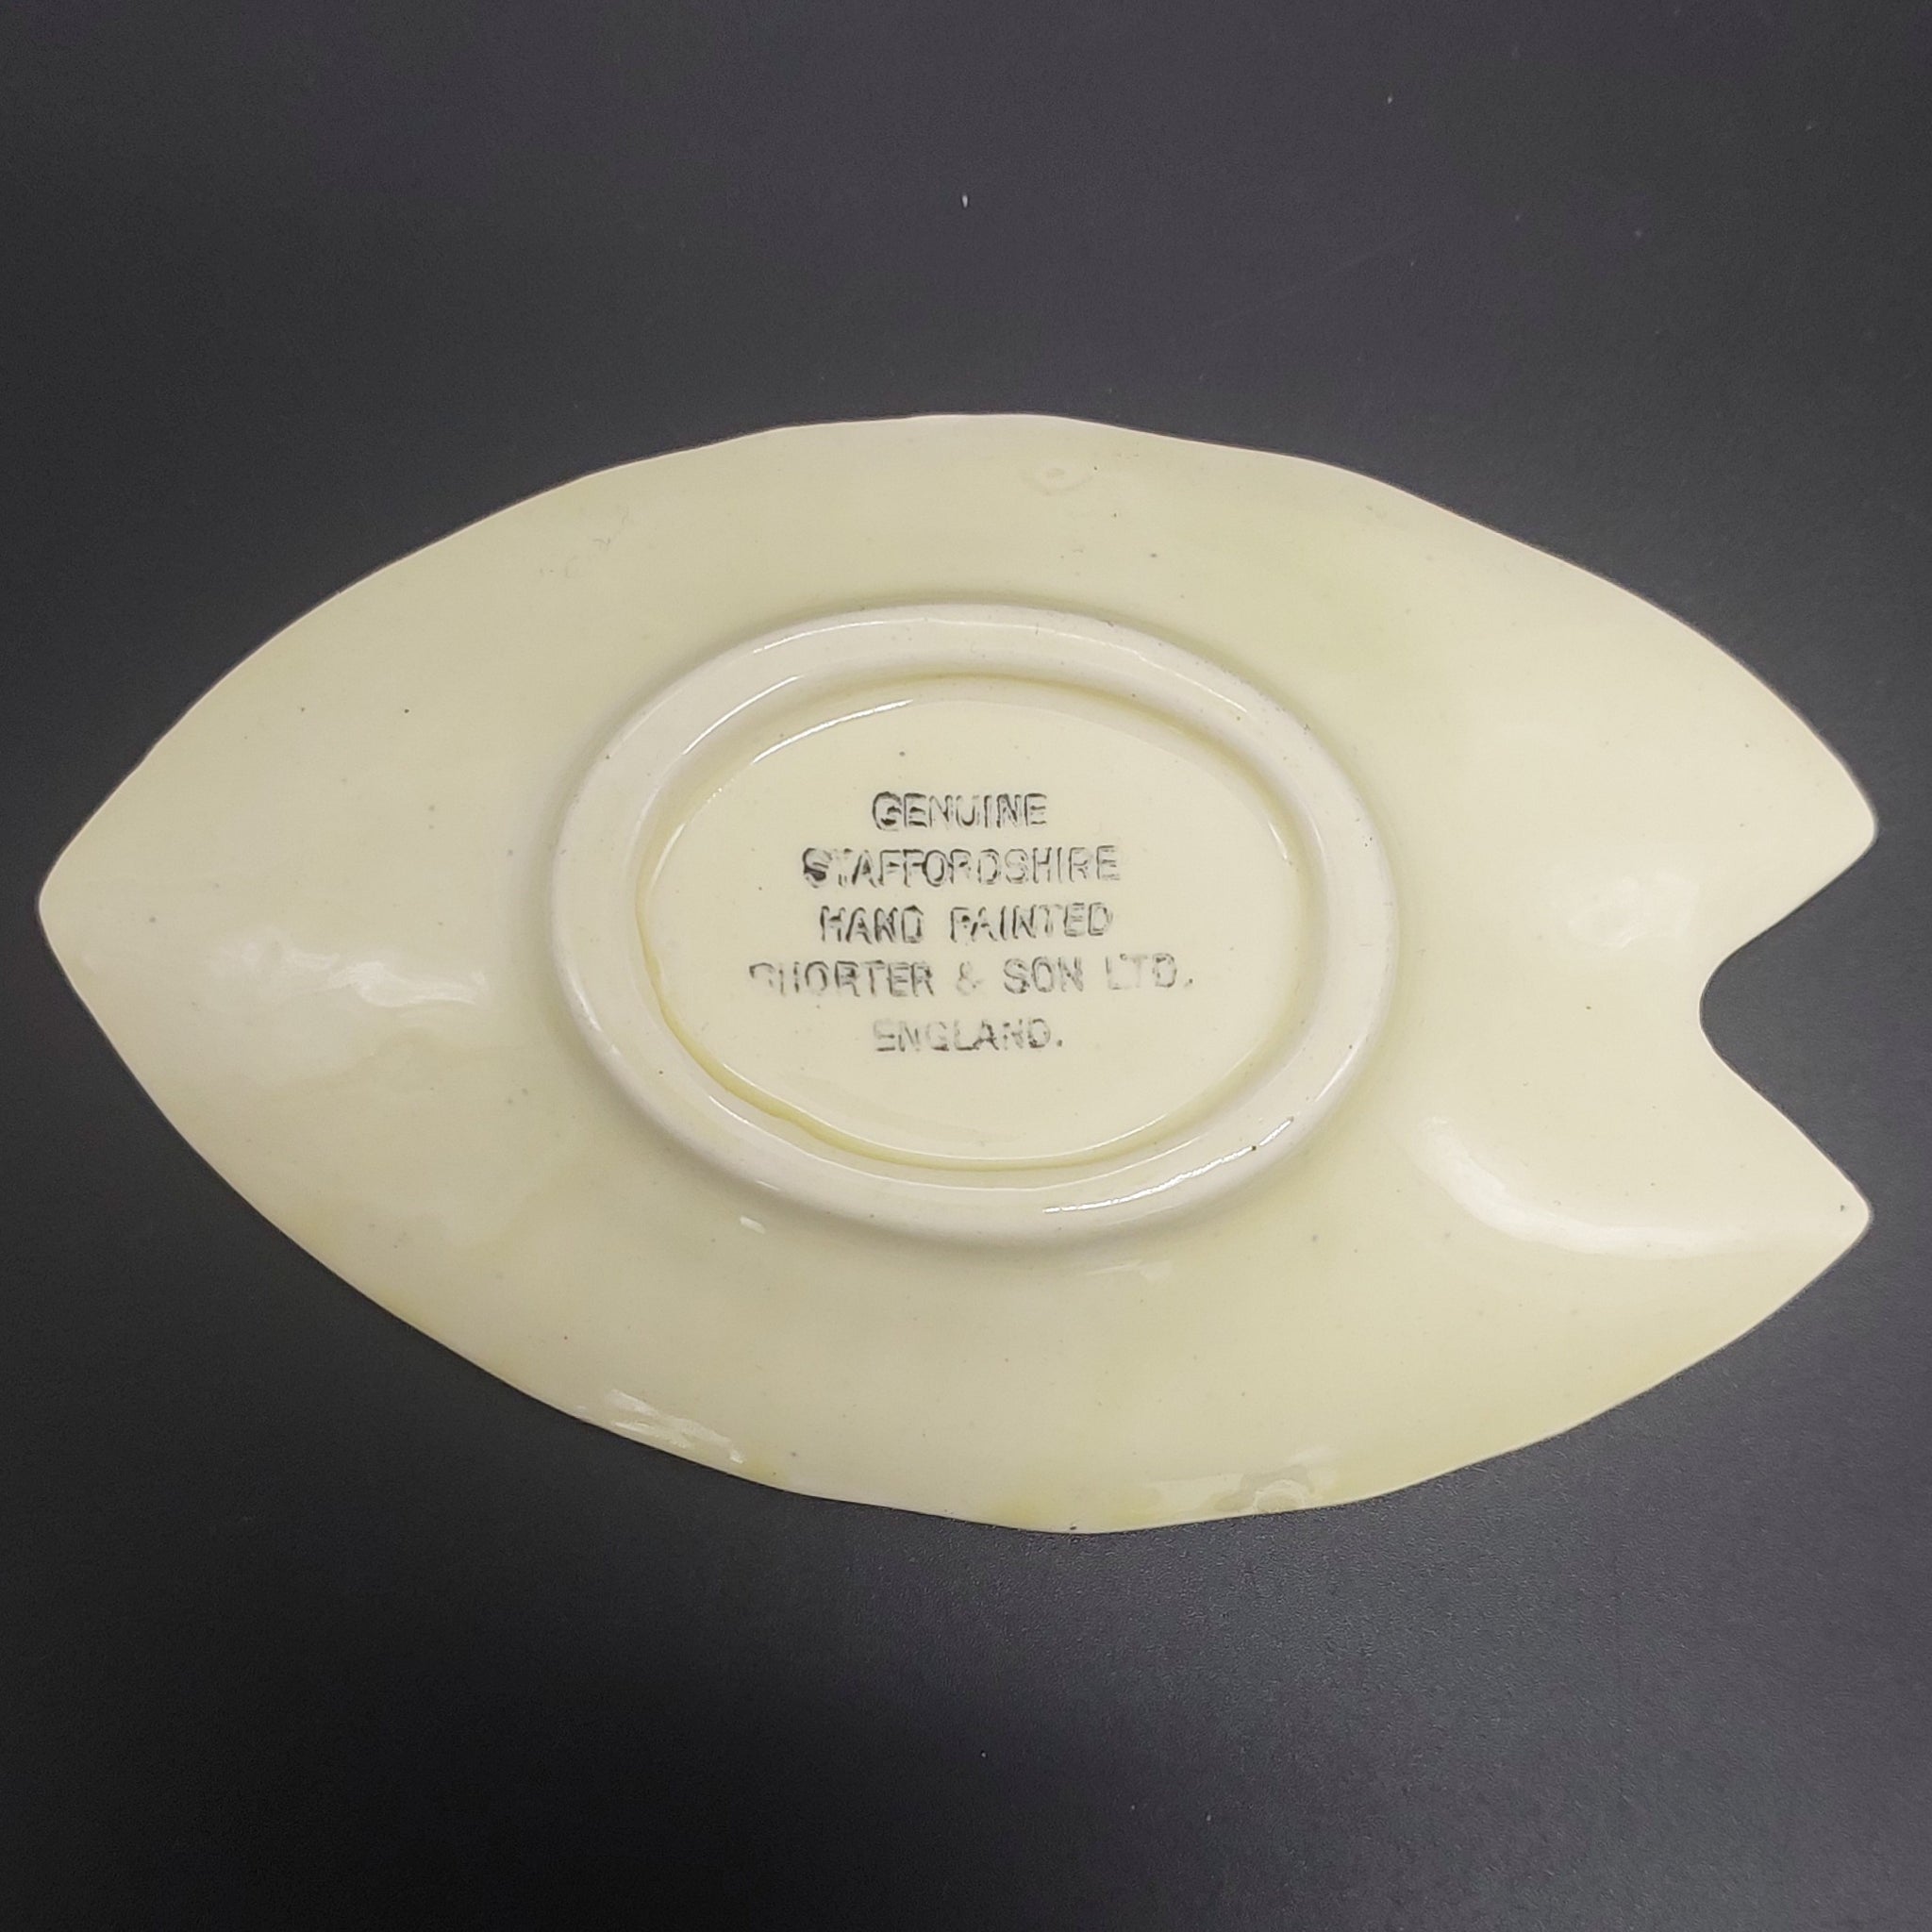 GENUINE
STAFFORDSHIRE
HAND PAINTED
SHORTER & SON LTD.
ENGLAND.